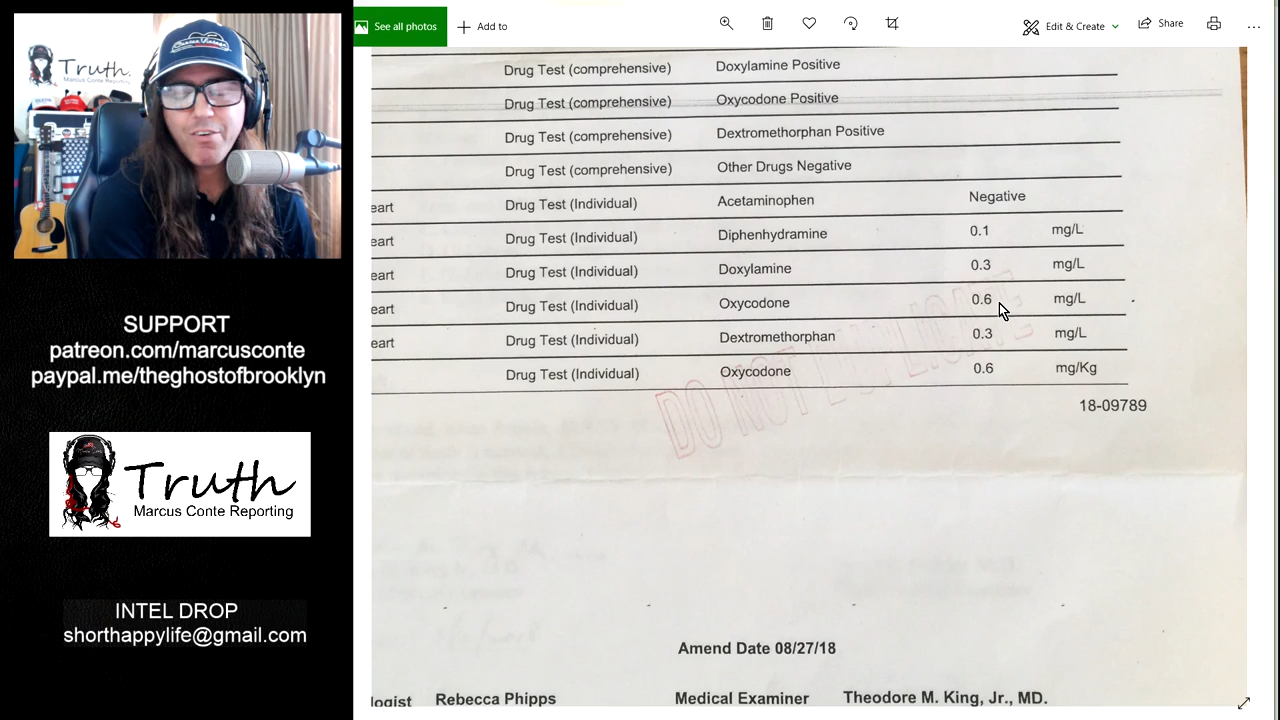 See all photos
Add to
Edit & Create
Share
Truth.
Marcus Conte Reporting
Drug Test (comprehensive) Doxylamine Positive
Drug Test (comprehensive) Oxycodone Positive
Drug Test (comprehensive) Dextromethorphan Positive
Drug Test (comprehensive) Other Drugs Negative
eart Drug Test (Individual) Acetaminophen Negative
eart Drug Test (Individual) Diphenhydramine 0.1 mg/L
eart Drug Test (Individual) Doxylamine 0.3 mg/L
eart Drug Test (Individual) Oxycodone 0.6 mg/L
eart Drug Test (Individual) Dextromethorphan 0.3 mg/L
Drug Test (Individual) Oxycodone 0.6 mg/Kg
18-09789
DO NOT
Amend Date 08/27/18
logist Rebecca Phipps Medical Examiner Theodore M. King, Jr., MD.
SUPPORT
patreon.com/marcusconte
paypal.me/theghostofbrooklyn
Truth
Marcus Conte Reporting
INTEL DROP
shorthappylife@gmail.com